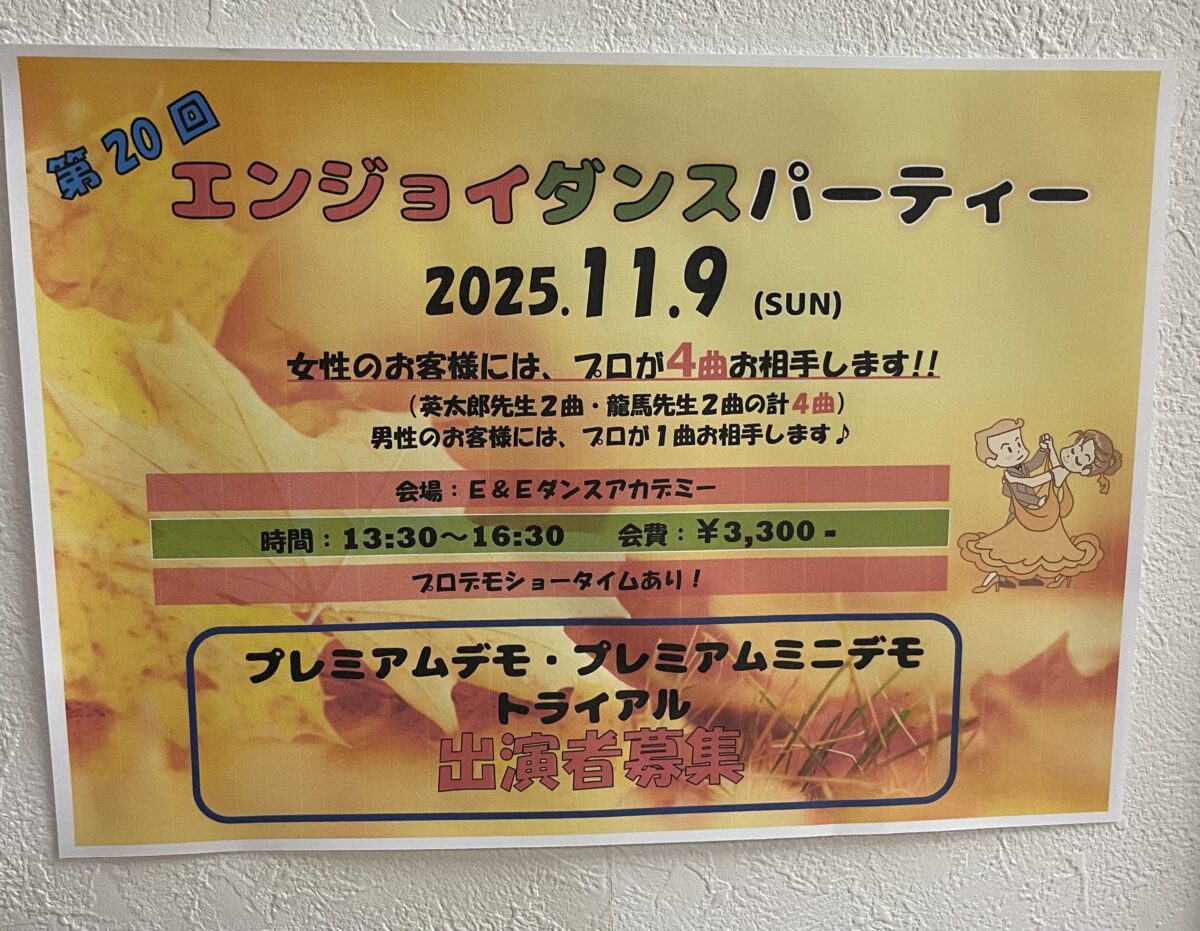 第20回
エンジョイダンスパーティー
2025.11.9 (SUN)
女性のお客様には、プロが4曲お相手します!!
（英太郎先生２曲・龍馬先生２曲の計４曲）
男性のお客様には、プロが１曲お相手します♪
会場：Ｅ＆Ｅダンスアカデミー
時間：13:30～16:30　会費：￥3,300-
プロデモショータイムあり！
プレミアムデモ・プレミアムミニデモ
トライアル
出演者募集